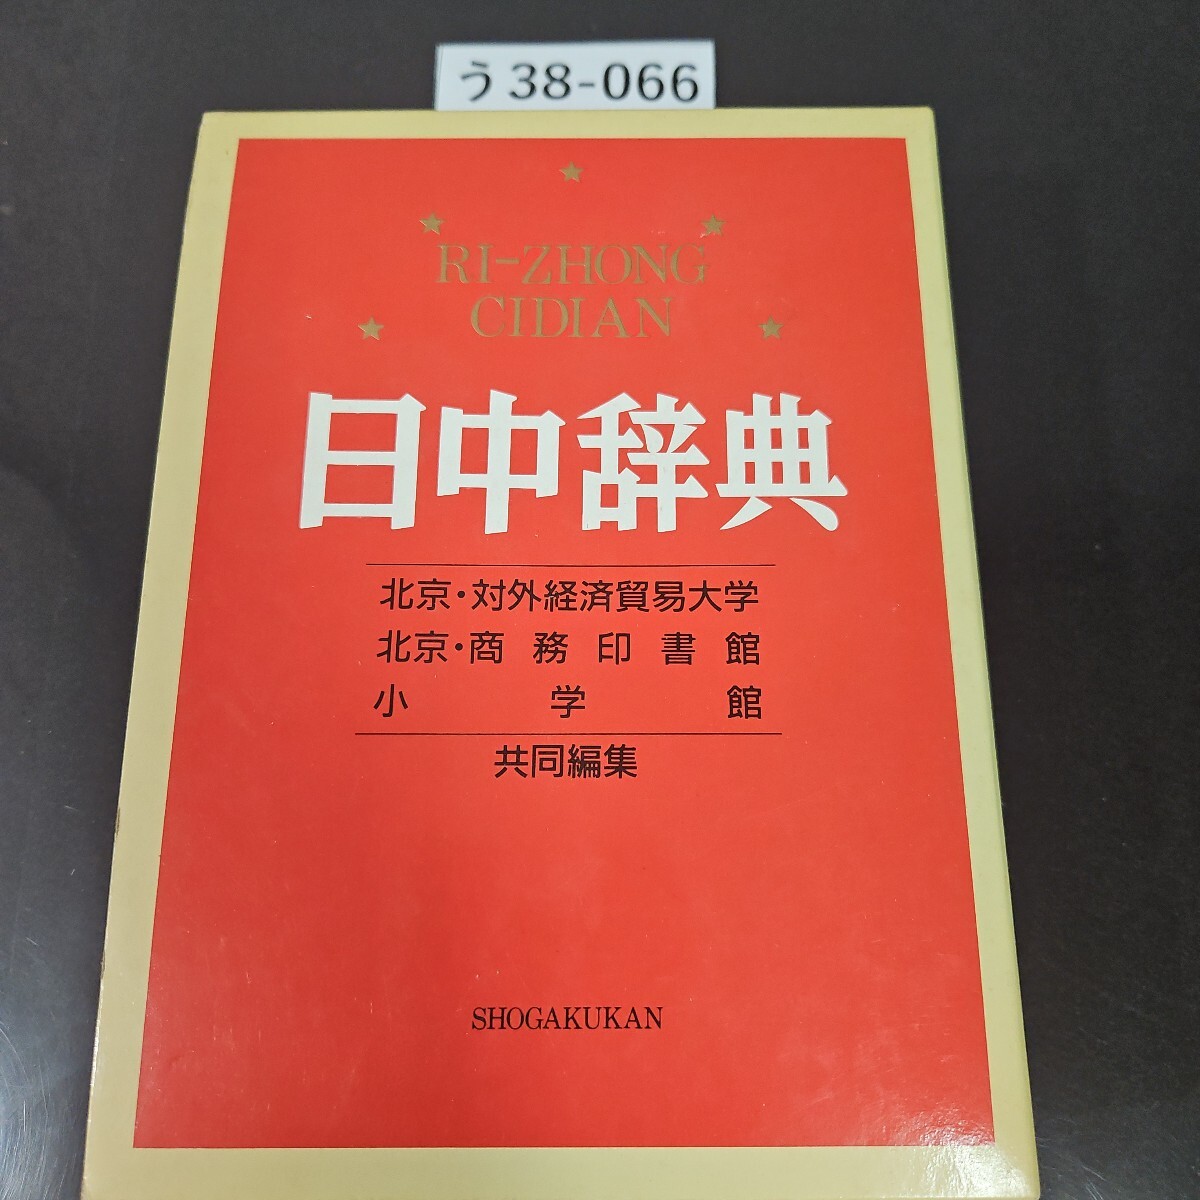 う38-066
RI-ZHONG
CIDIAN
日中辞典
北京・対外経済貿易大学
北京・商務印書館
小学館
共同編集
SHOGAKUKAN